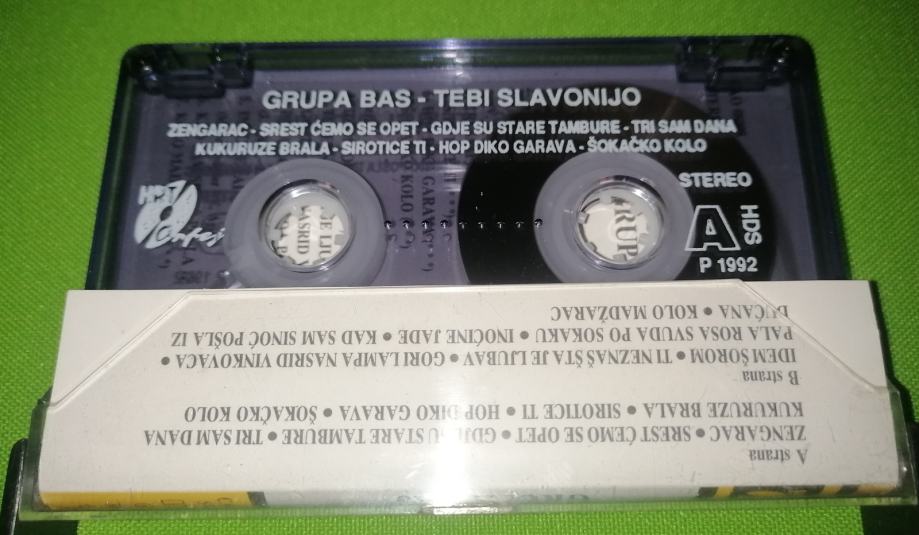 GRUPA BAS - TEBI SLAVONIJO
ZENGARAC - SREST ĆEMO SE OPET - GDJE SU STARE TAMBURE - TRI SAM DANA
KUKURUZE BRALA - SIROTICE TI - HOP DIKO GARAVA - ŠOKAČKO KOLO
STEREO
A
HDS
P 1992
A strana
ZENGARAC • SREST ĆEMO SE OPET • GDJE SU STARE TAMBURE • TRI SAM DANA
KUKURUZE BRALA • SIROTICE TI • HOP DIKO GARAVA • ŠOKAČKO KOLO
B strana
IDEM ŠOROM • TI NEZNAŠ ŠTA JE LJUBAV • GORI LAMPA NASRID VINKOVACA •
PALA ROSA SVUDA PO SOKAKU • INOČINE JADE • KAD SAM SINOĆ POŠLA IZ
DUĆANA • KOLO MADŽARAC